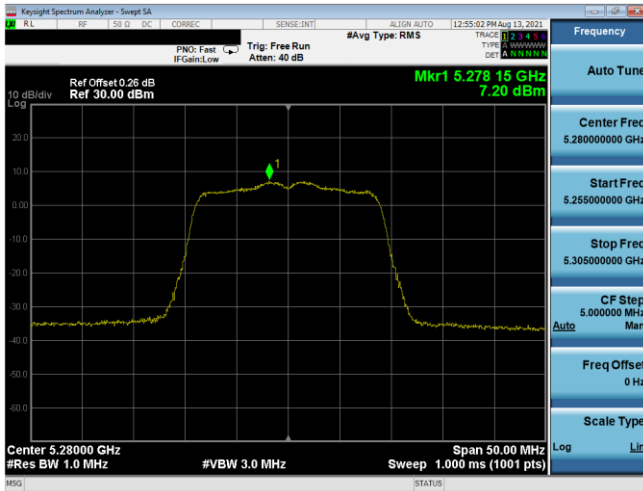 Keysight Spectrum Analyzer - Swept SA
RL RF 50 Ω DC CORREC SENSE:INT ALIGN AUTO 12:55:02 PM Aug 13, 2021
#Avg Type: RMS
TRACE 1 2 3 4 5 6
PNO: Fast Trig: Free Run
TYPE A WWWWW
IFGain:Low Atten: 40 dB
DET A N N N N N
Mkr1 5.278 15 GHz
7.20 dBm
Ref Offset 0.26 dB
10 dB/div Ref 30.00 dBm
Log
20.0
10.0
1
0.00
-10.0
-20.0
-30.0
-40.0
-50.0
-60.0
Center 5.28000 GHz Span 50.00 MHz
#Res BW 1.0 MHz #VBW 3.0 MHz Sweep 1.000 ms (1001 pts)
MSG STATUS
Frequency
Auto Tune
Center Freq
5.280000000 GHz
Start Freq
5.255000000 GHz
Stop Freq
5.305000000 GHz
CF Step
5.000000 MHz
Auto Man
Freq Offset
0 Hz
Scale Type
Log Lin